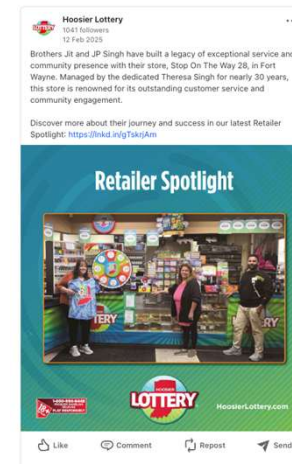 Hoosier Lottery
1041 followers
12 Feb 2025
Brothers Jit and JP Singh have built a legacy of exceptional service and
community presence with their store, Stop On The Way 28, in Fort
Wayne. Managed by the dedicated Theresa Singh for nearly 30 years,
this store is renowned for its outstanding customer service and
community engagement.
Discover more about their journey and success in our latest Retailer
Spotlight: https://lnkd.in/gTskrjAm
Retailer Spotlight
LOTTERY
HoosierLottery.com
Like
Comment
Repost
Send